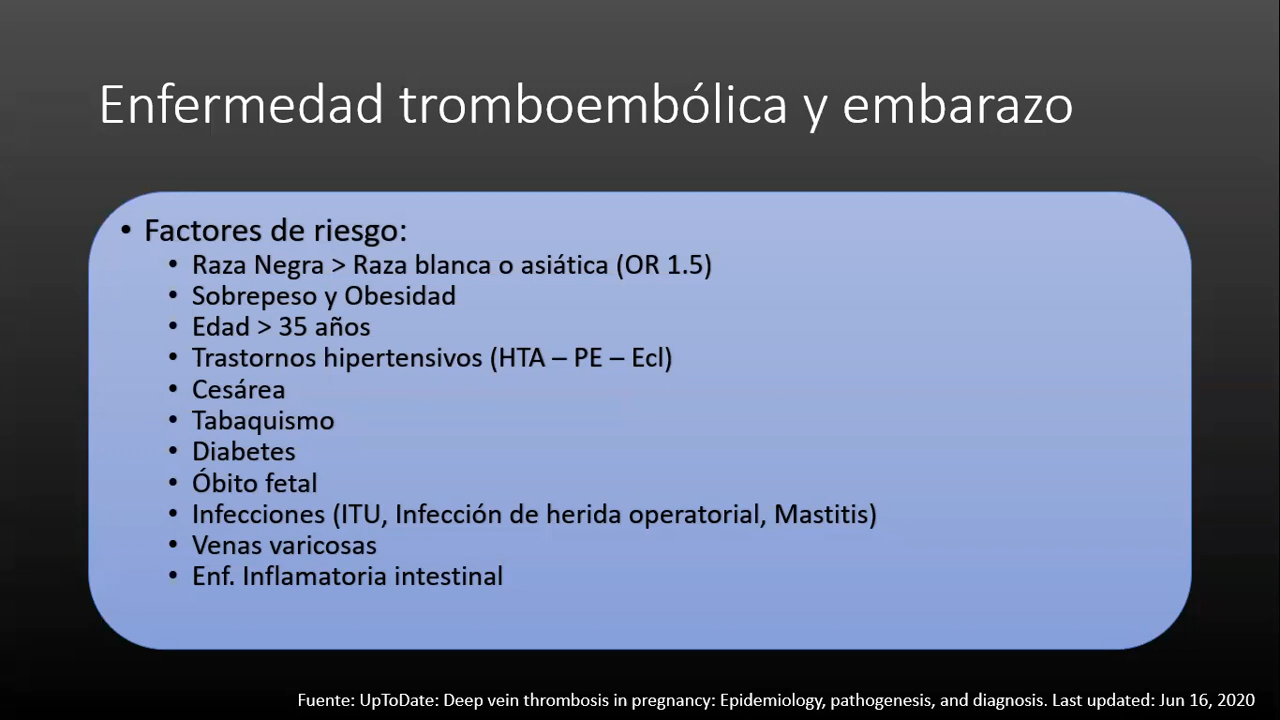 Enfermedad tromboembólica y embarazo
• Factores de riesgo:
• Raza Negra > Raza blanca o asiática (OR 1.5)
• Sobrepeso y Obesidad
• Edad > 35 años
• Trastornos hipertensivos (HTA – PE – Ecl)
• Cesárea
• Tabaquismo
• Diabetes
• Óbito fetal
• Infecciones (ITU, Infección de herida operatorial, Mastitis)
• Venas varicosas
• Enf. Inflamatoria intestinal
Fuente: UpToDate: Deep vein thrombosis in pregnancy: Epidemiology, pathogenesis, and diagnosis. Last updated: Jun 16, 2020